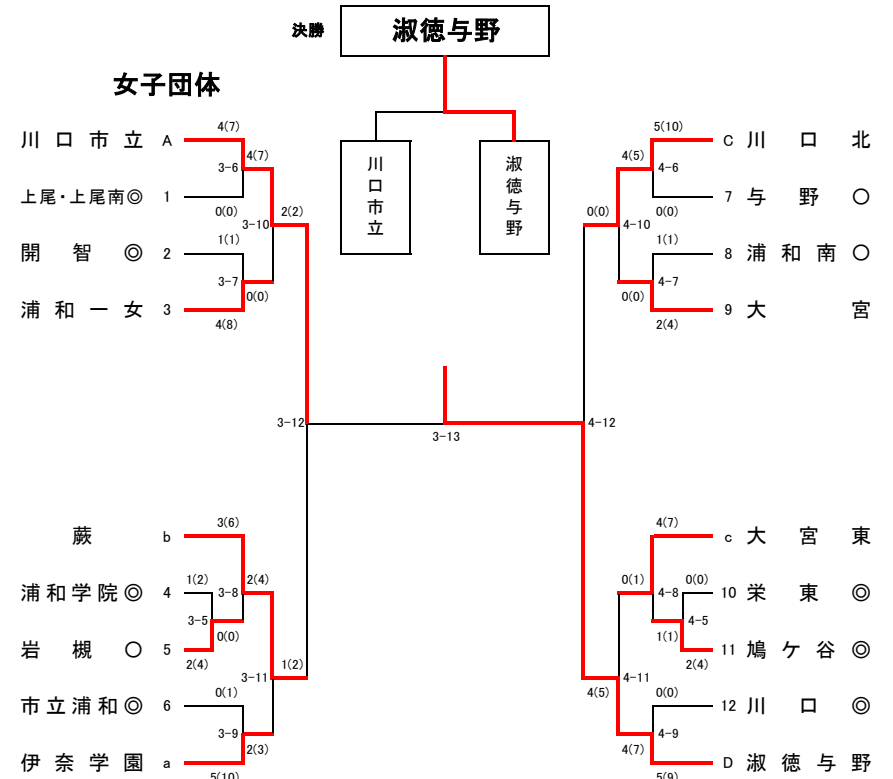 決勝
淑徳与野
女子団体
川口市立
淑徳与野
川口市立 A
4(7)
3-6
4(7)
上尾・上尾南◎ 1
0(0)
3-10
2(2)
開智◎ 2
1(1)
3-7
0(0)
浦和一女 3
4(8)
5(10)
C 川口北
4(5)
4-6
7 与野〇
0(0)
0(0)
4-10
1(1)
8 浦和南〇
4-7
0(0)
9 大宮
2(4)
3-12
3-13
4-12
蕨 b
3(6)
浦和学院◎ 4
1(2)
3-8
2(4)
3-5
0(0)
岩槻〇 5
2(4)
3-11
1(2)
市立浦和◎ 6
0(1)
3-9
2(3)
伊奈学園 a
5(10)
4(7)
c 大宮東
0(1)
4-8
0(0)
10 栄東◎
4-5
1(1)
11 鳩ケ谷◎
2(4)
4-11
4(5)
0(0)
12 川口◎
4-9
4(7)
D 淑徳与野
5(9)